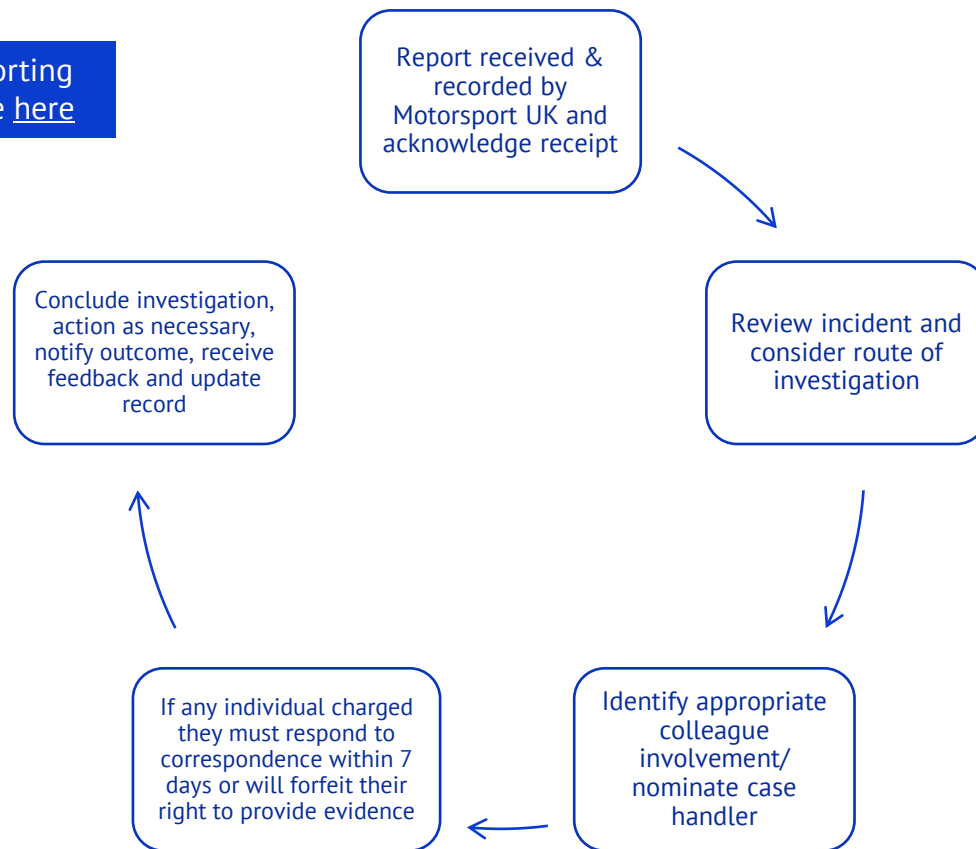 here
Report received &
recorded by
Motorsport UK and
acknowledge receipt
Review incident and
consider route of
investigation
Identify appropriate
colleague
involvement/
nominate case
handler
If any individual charged
they must respond to
correspondence within 7
days or will forfeit their
right to provide evidence
Conclude investigation,
action as necessary,
notify outcome, receive
feedback and update
record